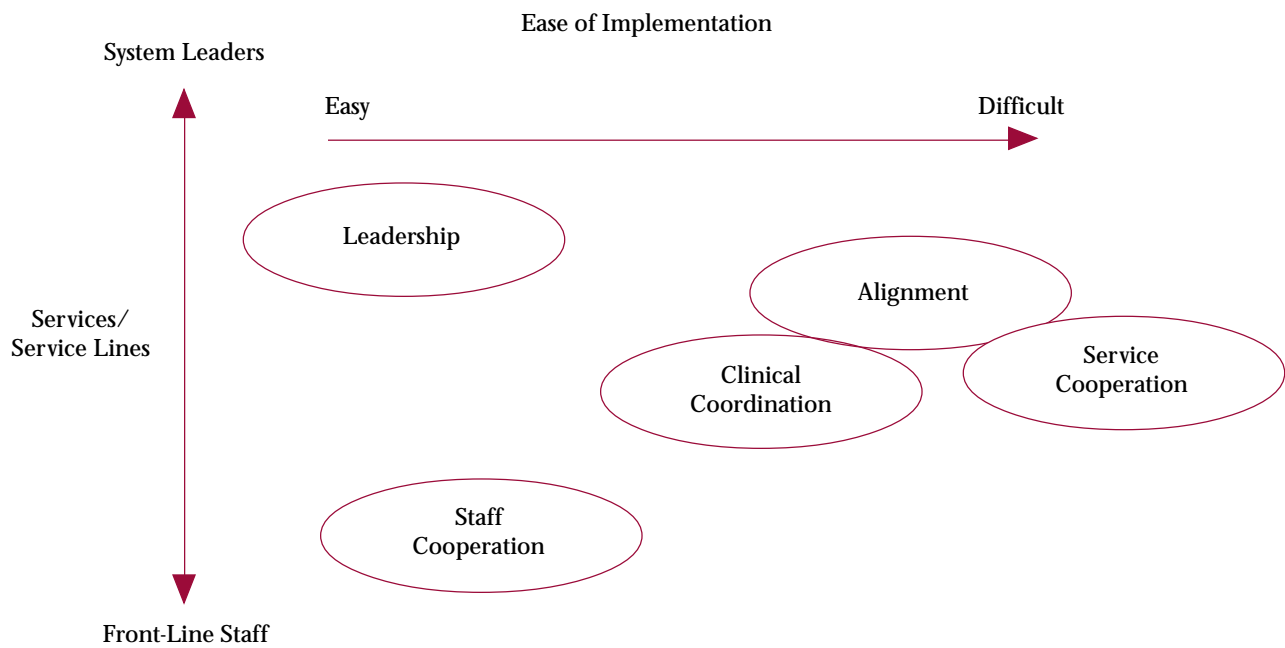 Ease of Implementation
System Leaders
Easy
Difficult
Leadership
Alignment
Services/
Service Lines
Service
Cooperation
Clinical
Coordination
Staff
Cooperation
Front-Line Staff